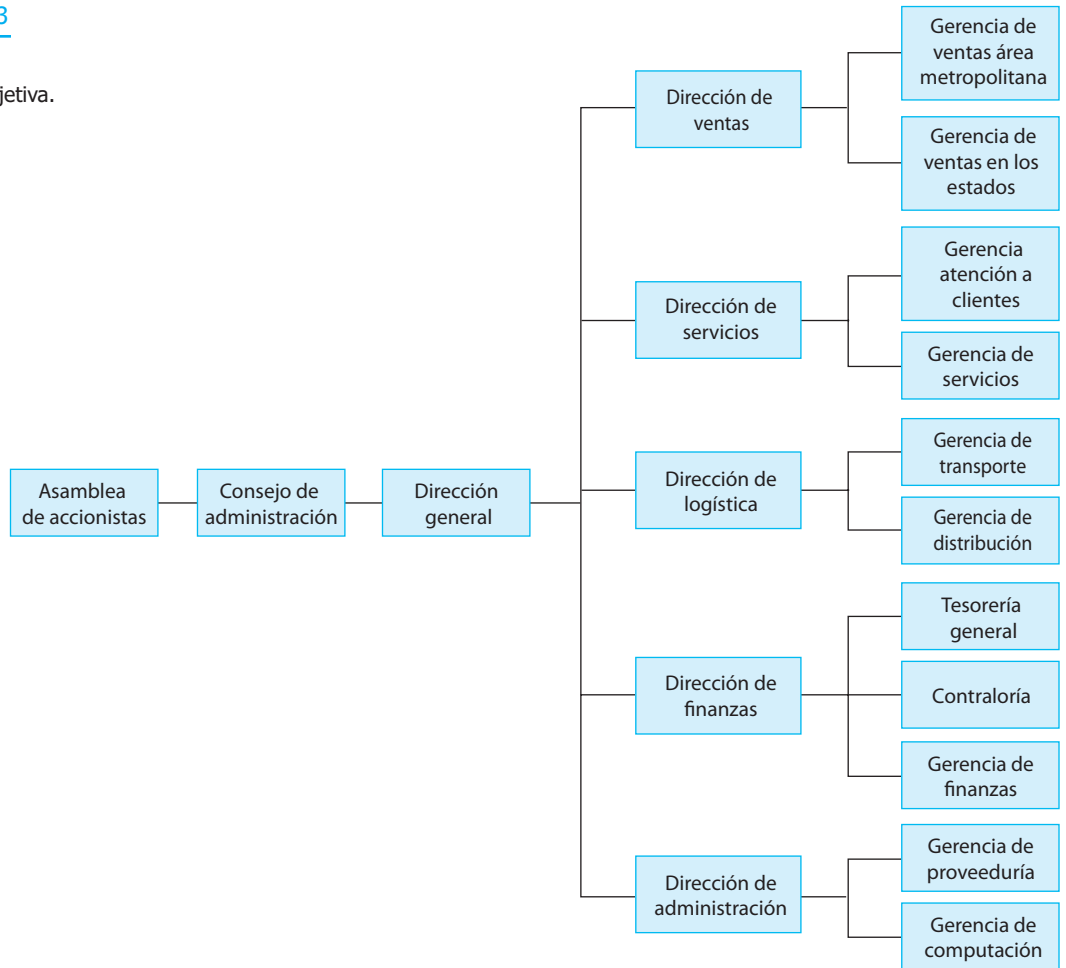 3
jetiva.
Gerencia de
ventas área
metropolitana
Dirección de
ventas
Gerencia de
ventas en los
estados
Gerencia
atención a
clientes
Dirección de
servicios
Gerencia de
servicios
Gerencia de
transporte
Dirección de
logística
Gerencia de
distribución
Asamblea
de accionistas
Consejo de
administración
Dirección
general
Tesorería
general
Dirección de
finanzas
Contraloría
Gerencia de
finanzas
Gerencia de
proveeduría
Dirección de
administración
Gerencia de
computación